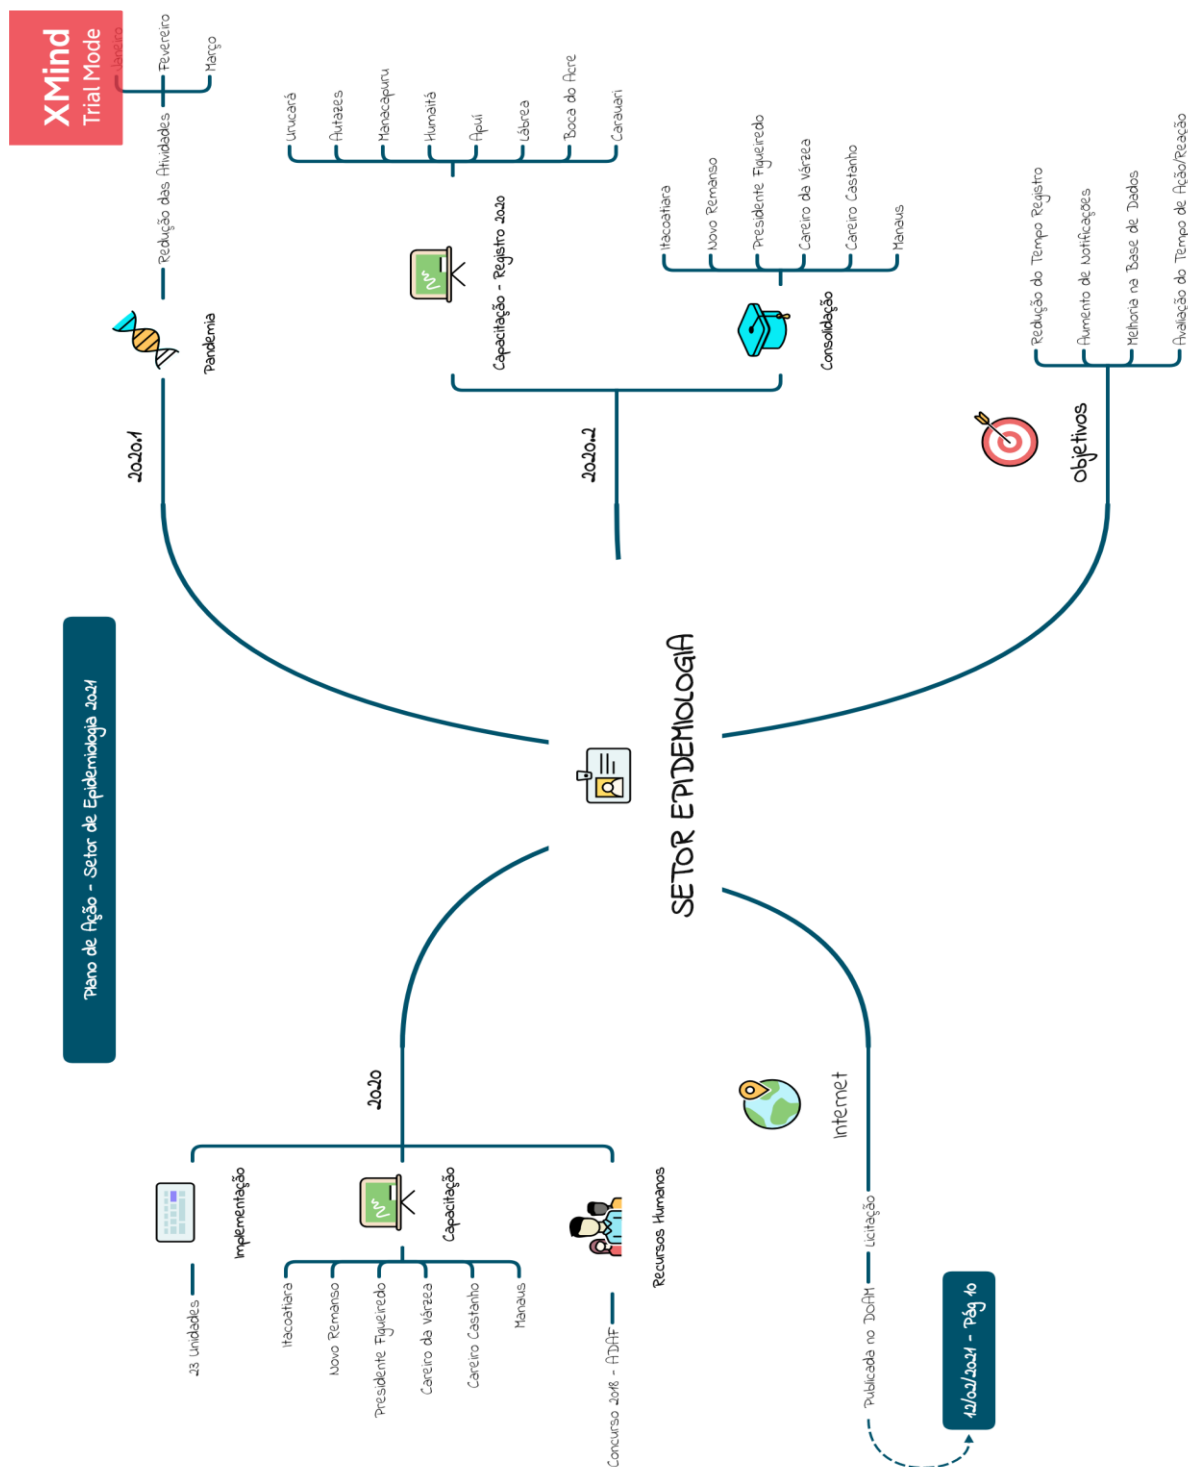 Plano de Ação - Setor de Epidemiologia 2021
XMind
Trial Mode
SETOR EPIDEMIOLOGIA
2020
Implementação
23 Unidades
Capacitação
Itacoatiara
Novo Remanso
Presidente Figueiredo
Careiro da Várzea
Careiro Castanho
Manaus
Recursos Humanos
Concurso 2018 - ADAF
Internet
Licitação
Publicada no DOAM
12/02/2021 - Pág 10
2020.1
Pandemia
Redução das Atividades
Janeiro
Fevereiro
Março
2020.2
Capacitação - Registro 2020
Urucará
Autazes
Manacapuru
Humaitá
Apuí
Lábrea
Boca do Acre
Carauari
Consolidação
Itacoatiara
Novo Remanso
Presidente Figueiredo
Careiro da Várzea
Careiro Castanho
Manaus
Objetivos
Redução do Tempo Registro
Aumento de Notificações
Melhoria na Base de Dados
Avaliação do Tempo de Ação/Reação